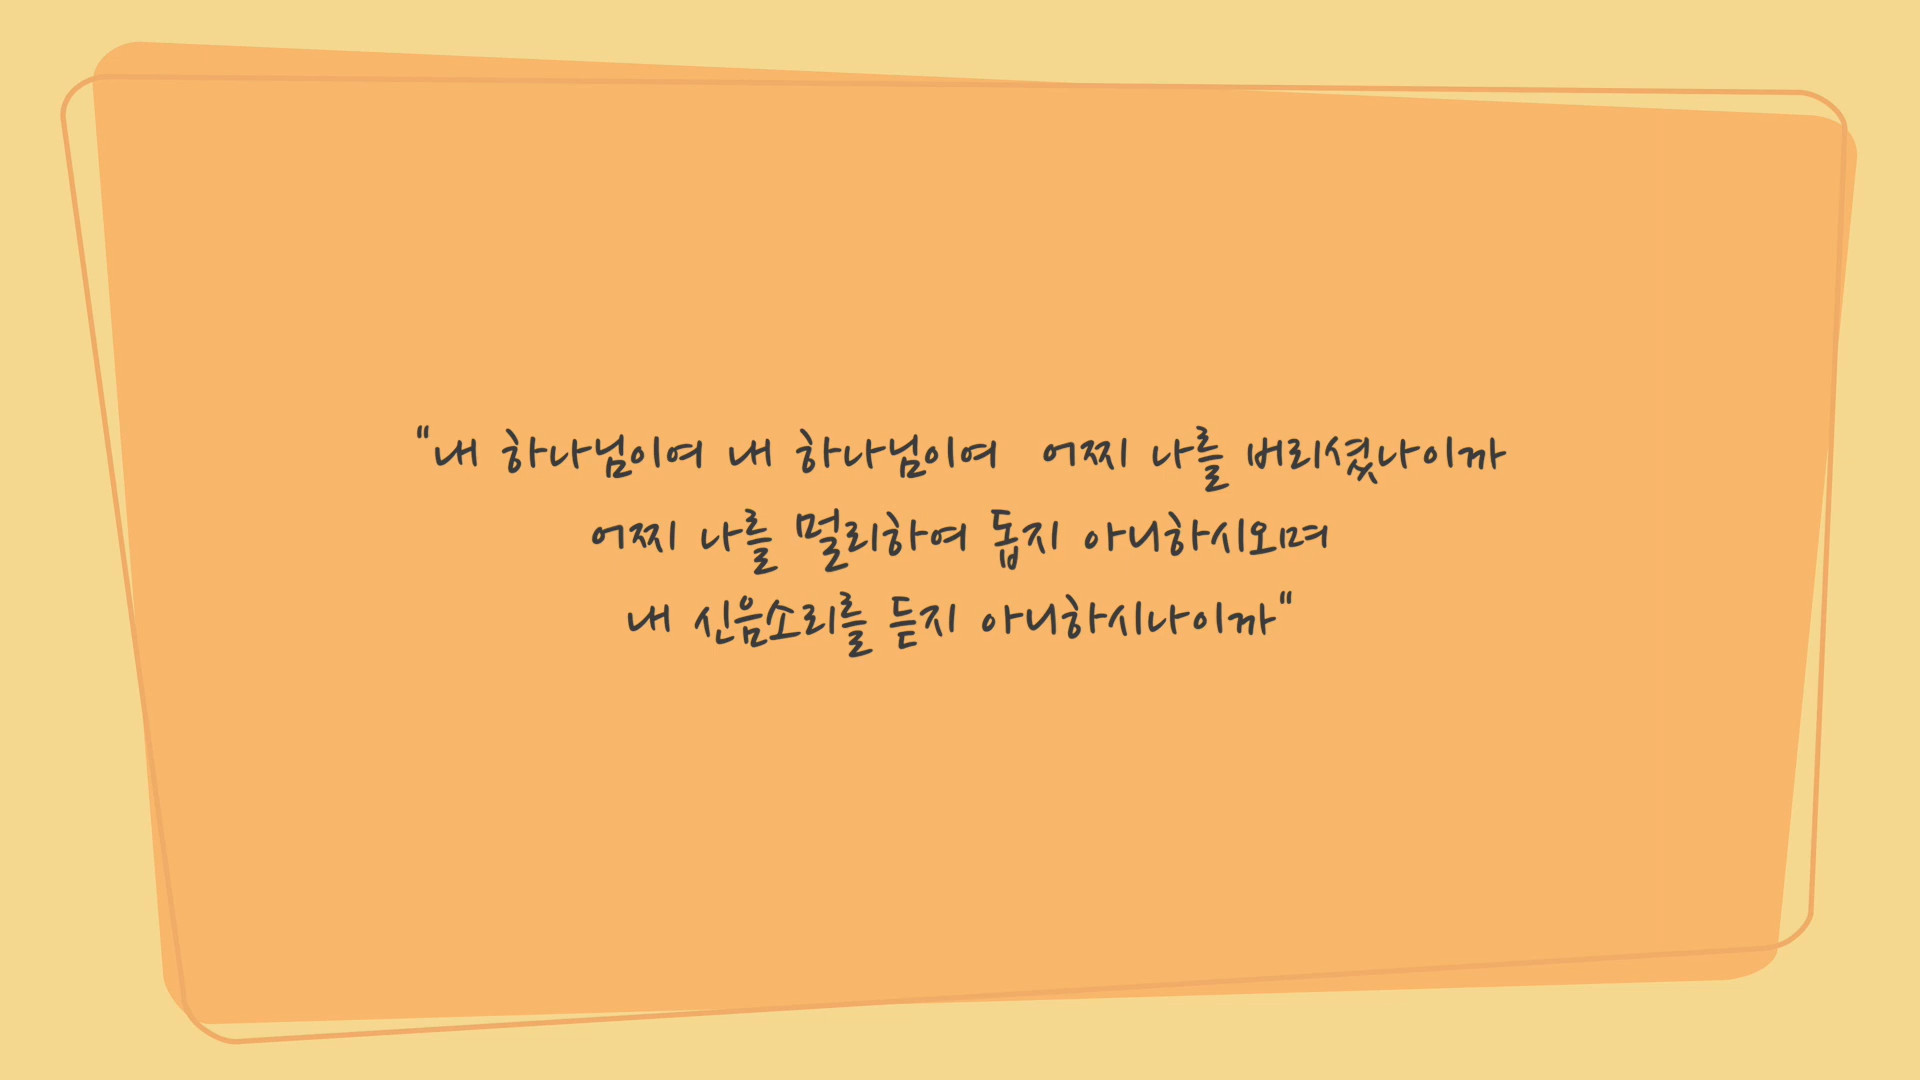 "내 하나님이여 내 하나님이여  어찌 나를 버리셨나이까
어찌 나를 멀리하여 돕지 아니하시오며
내 신음소리를 듣지 아니하시나이까"